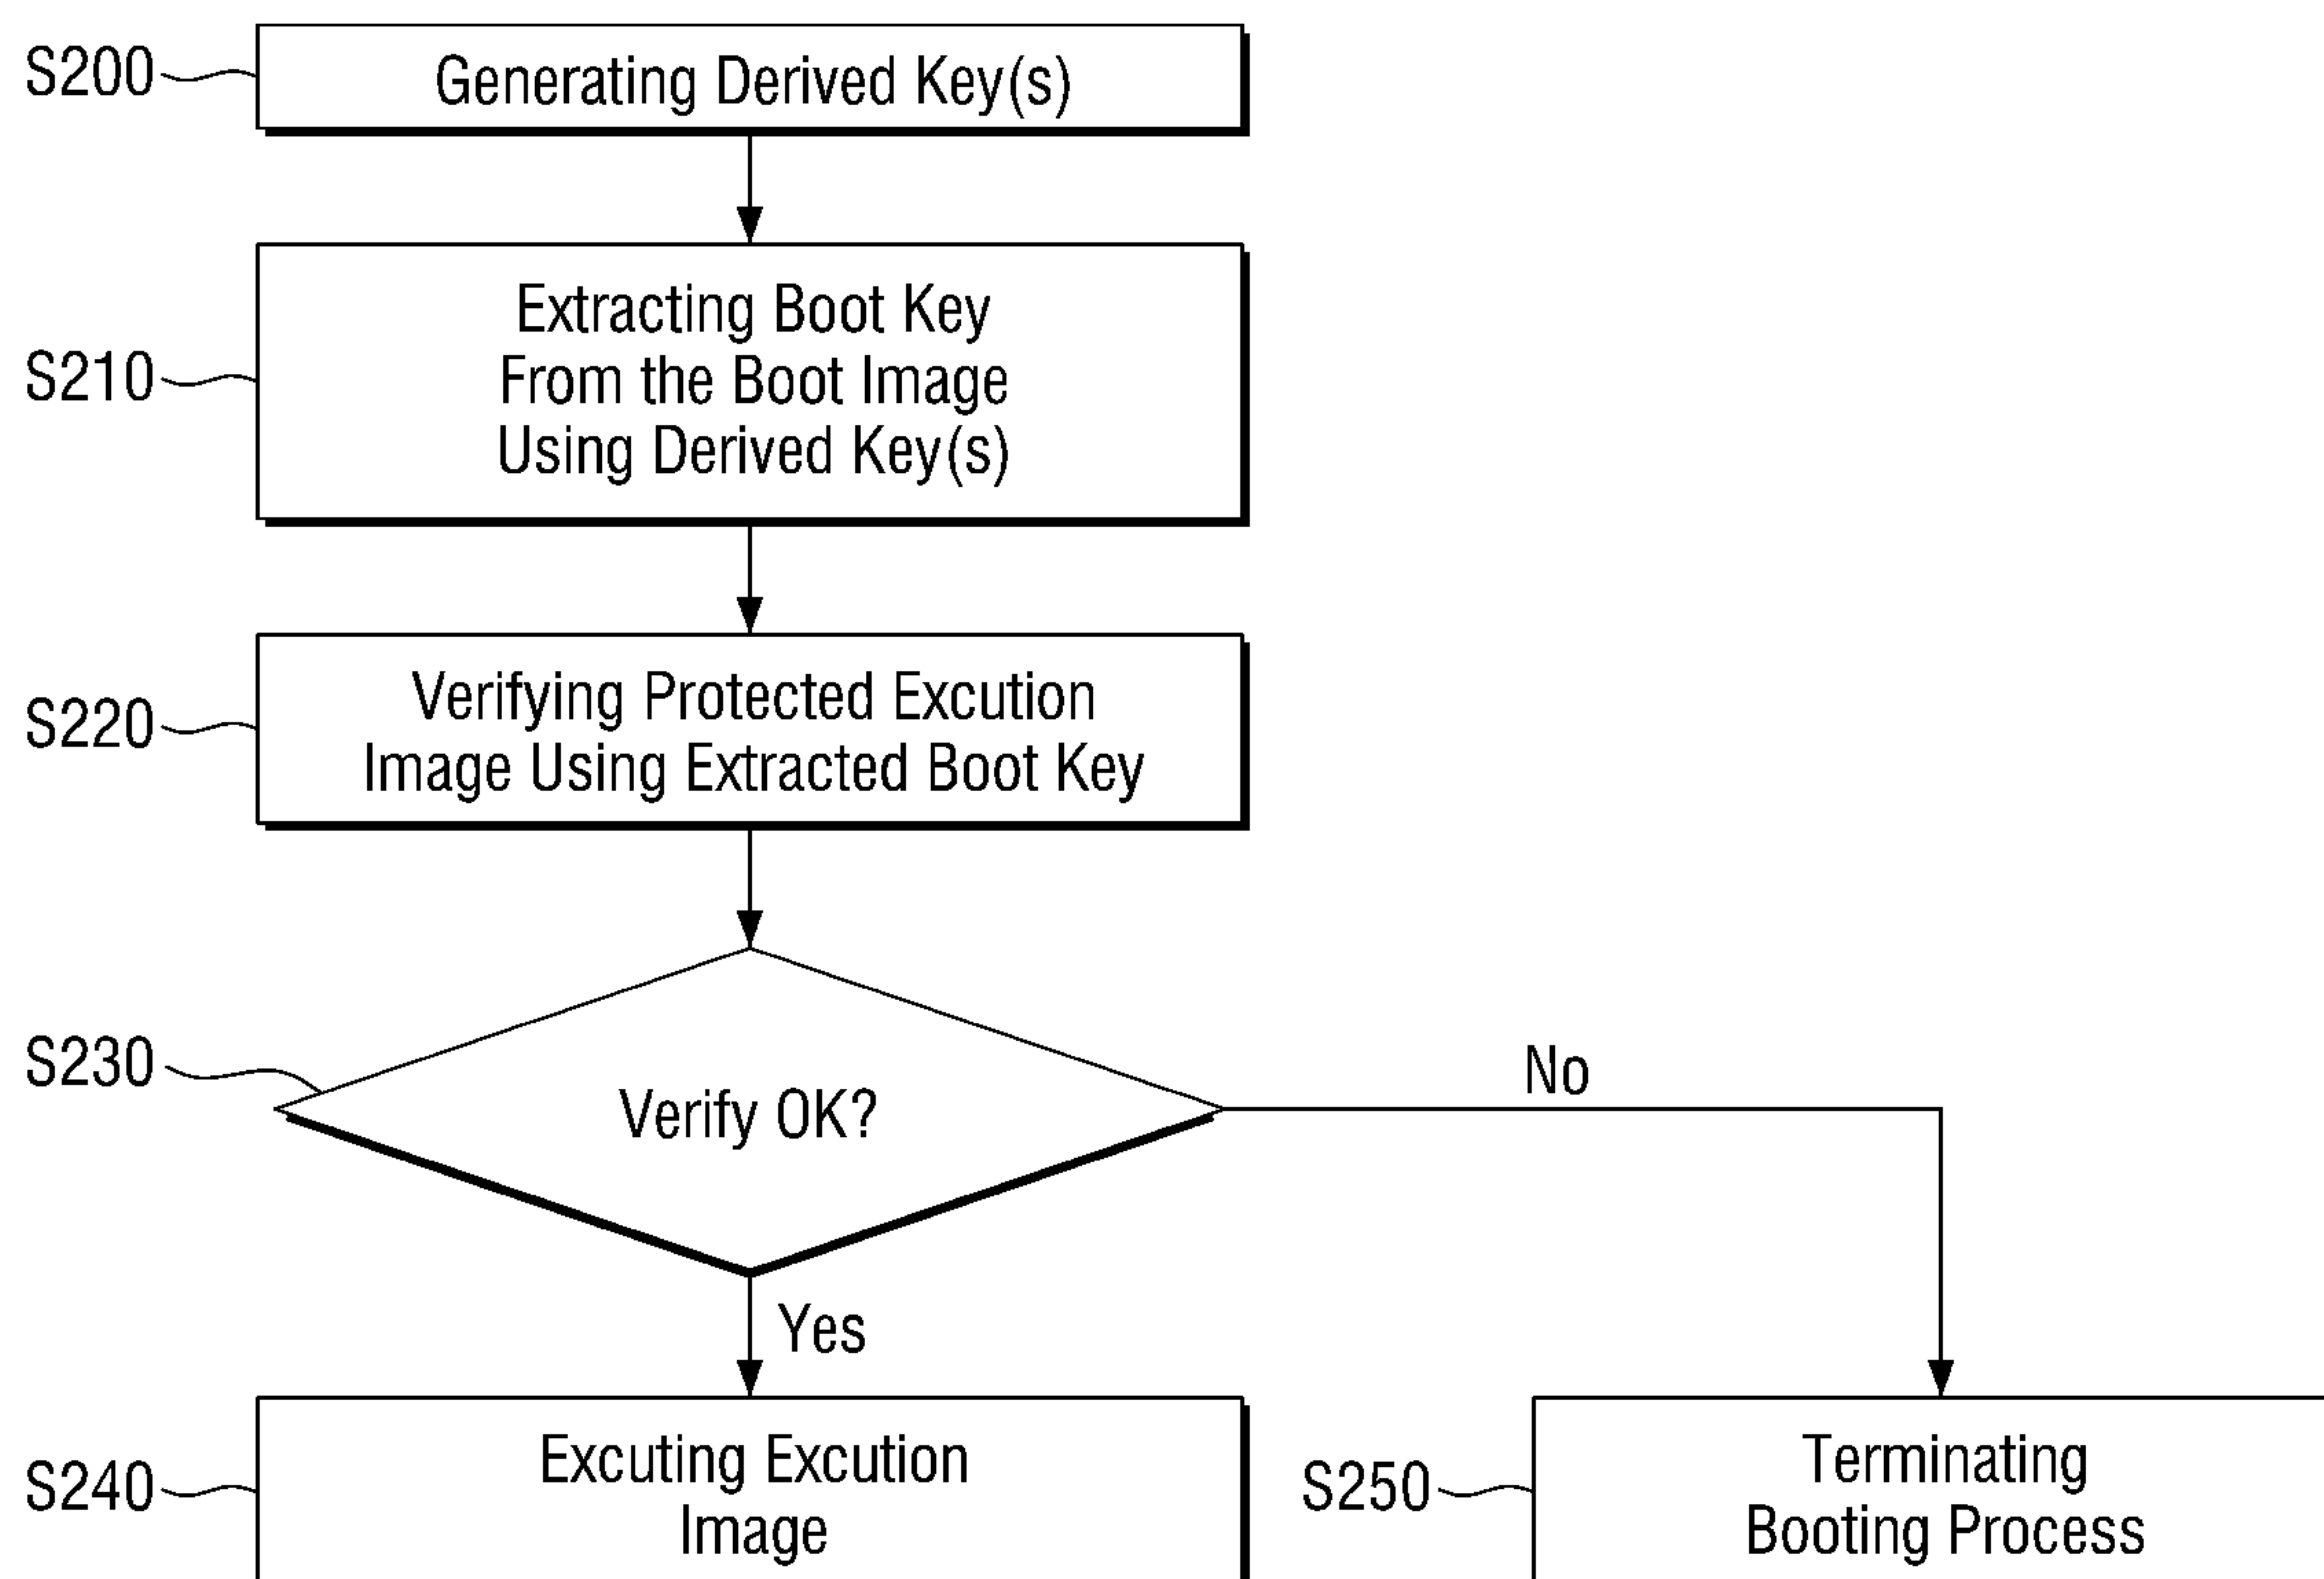 S200
Generating Derived Key(s)
S210
Extracting Boot Key
From the Boot Image
Using Derived Key(s)
S220
Verifying Protected Excution
Image Using Extracted Boot Key
S230
Verify OK?
No
Yes
S240
Excuting Excution
Image
S250
Terminating
Booting Process